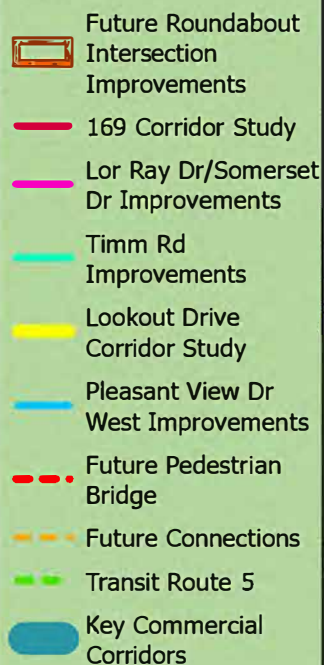 Future Roundabout
Intersection
Improvements
169 Corridor Study
Lor Ray Dr/Somerset
Dr Improvements
Timm Rd
Improvements
Lookout Drive
Corridor Study
Pleasant View Dr
West Improvements
Future Pedestrian
Bridge
Future Connections
Transit Route 5
Key Commercial
Corridors